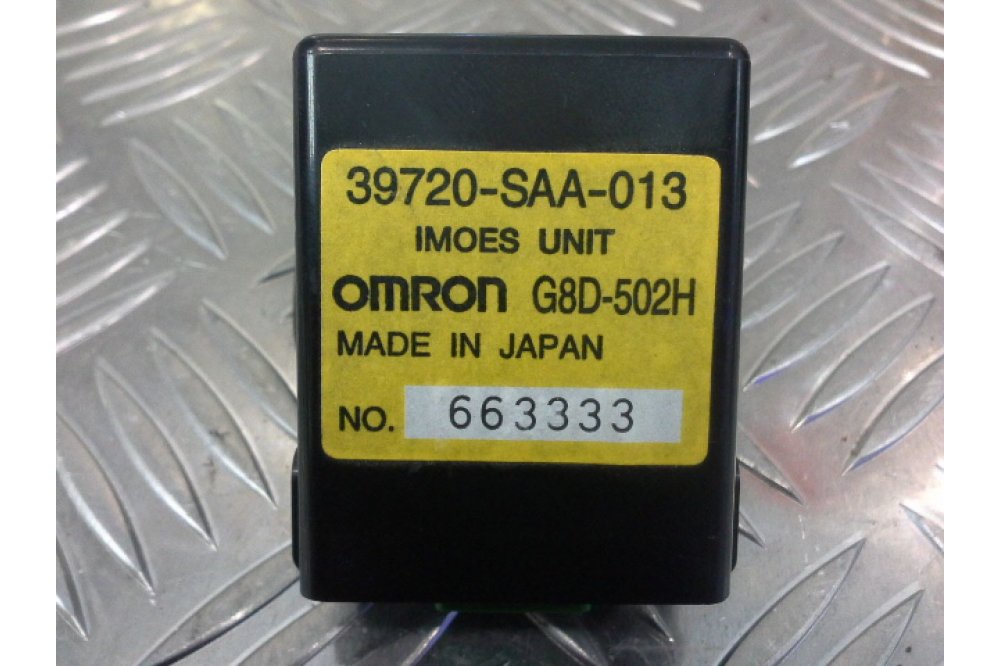 39720-SAA-013
IMOES UNIT
OMRON G8D-502H
MADE IN JAPAN
NO. 663333